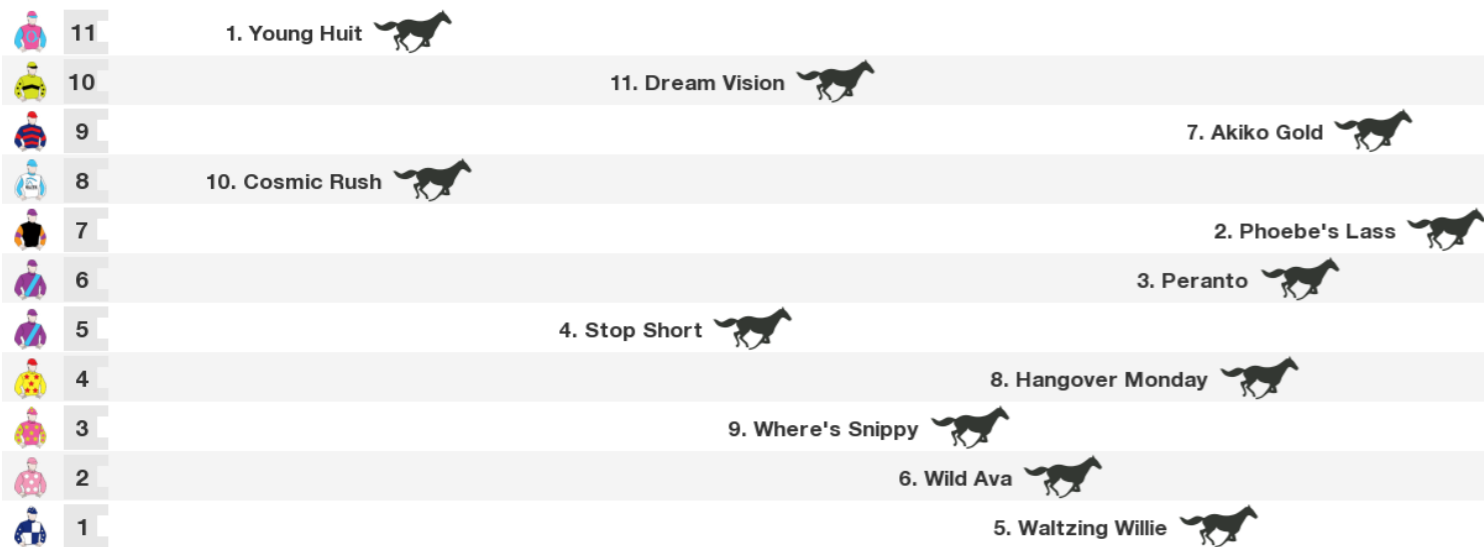 11 1. Young Huit
10 11. Dream Vision
9 7. Akiko Gold
8 10. Cosmic Rush
7 2. Phoebe's Lass
6 3. Peranto
5 4. Stop Short
4 8. Hangover Monday
3 9. Where's Snippy
2 6. Wild Ava
1 5. Waltzing Willie